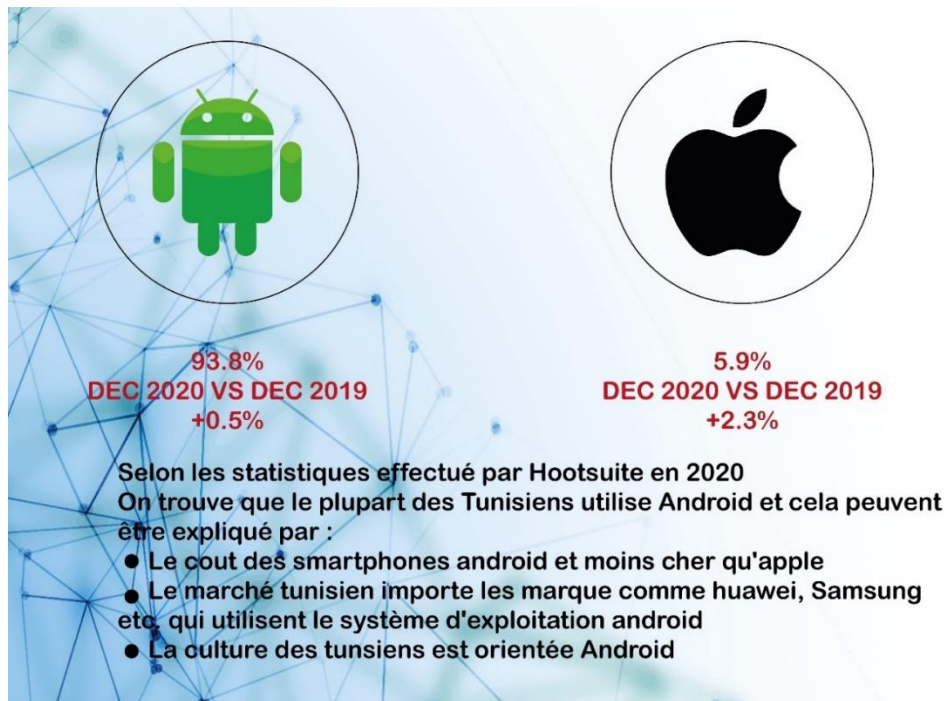 93.8%
DEC 2020 VS DEC 2019
+0.5%
5.9%
DEC 2020 VS DEC 2019
+2.3%
Selon les statistiques effectué par Hootsuite en 2020
On trouve que le plupart des Tunisiens utilise Android et cela peuvent
être expliqué par :
● Le cout des smartphones android et moins cher qu'apple
● Le marché tunisien importe les marque comme huawei, Samsung
etc. qui utilisent le système d'exploitation android
● La culture des tunsiens est orientée Android